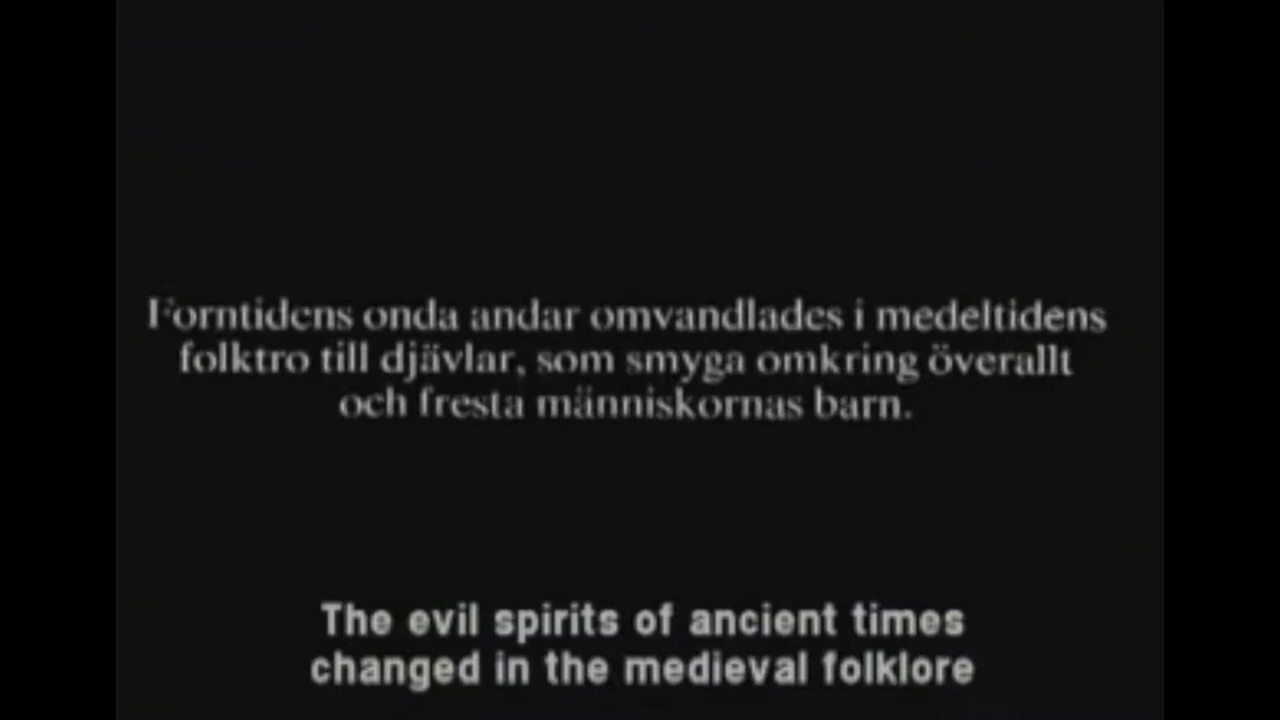 Forntidens onda andar omvandlades i medeltidens
folktro till djävlar, som smyga omkring överallt
och fresta människornas barn.
The evil spirits of ancient times
changed in the medieval folklore